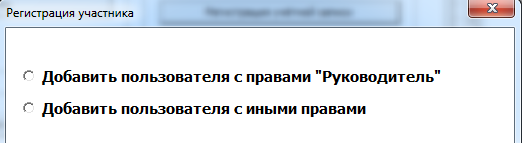 Регистрация участника
Добавить пользователя с правами "Руководитель"
Добавить пользователя с иными правами